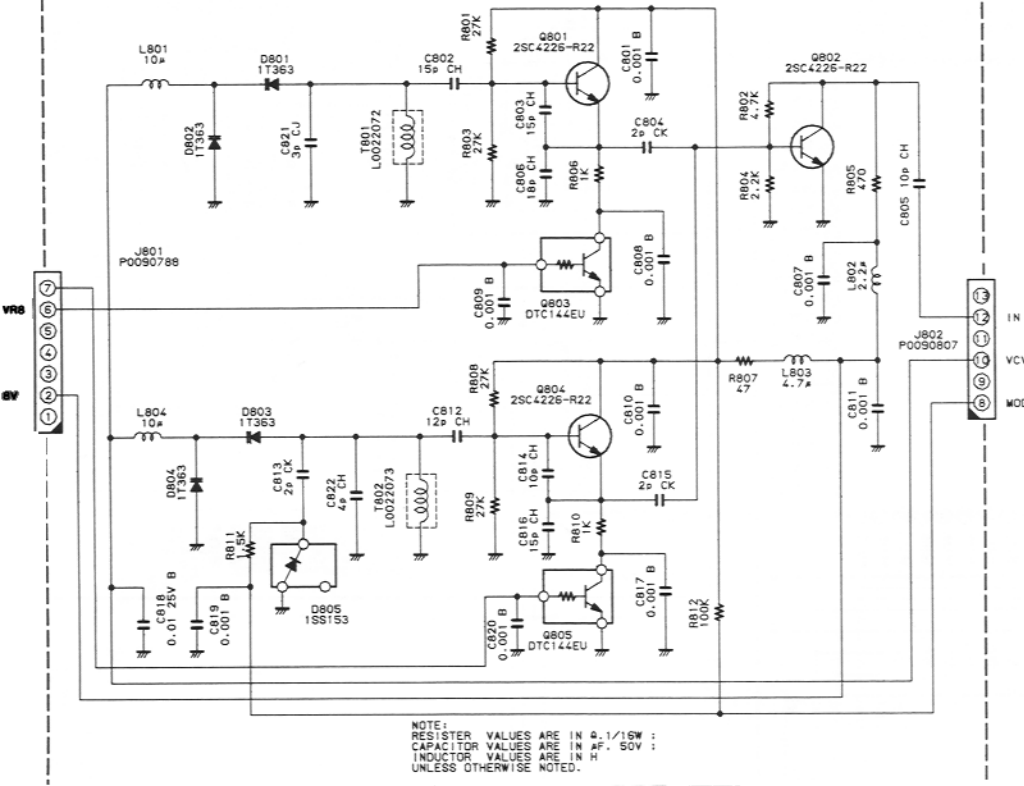 L801
10μ
D801
1T363
D802
1T363
C821
3p CJ
T801
L0022072
C802
15p CH
R801
27K
R803
27K
Q801
2SC4226-R22
C803
15p CH
C806
18p CH
R806
1K
C801
0.001 B
C804
2p CK
Q802
2SC4226-R22
R802
4.7K
R804
2.2K
R805
470
C805 10p CH
C807
0.001 B
L802
2.2μ
C808
0.001 B
C809
0.001 B
Q803
DTC144EU
J801
P0090788
VR8
8V
7
6
5
4
3
2
1
J802
P0090807
13
12
11
10
9
8
IN
VCV
MOD
R807
47
L803
4.7μ
C811
0.001 B
R808
27K
Q804
2SC4226-R22
C810
0.001 B
L804
10μ
D803
1T363
D804
1T363
C813
2p CK
C822
4p CH
T802
L0022073
C812
12p CH
R809
27K
C814
10p CH
C816
15p CH
R810
1K
C815
2p CK
R811
1.5K
D805
1SS153
C818
0.01 25V B
C819
0.001 B
C820
0.001 B
Q805
DTC144EU
C817
0.001 B
R812
100K
NOTE:
RESISTER VALUES ARE IN Ω.1/16W ;
CAPACITOR VALUES ARE IN μF. 50V ;
INDUCTOR VALUES ARE IN H
UNLESS OTHERWISE NOTED.